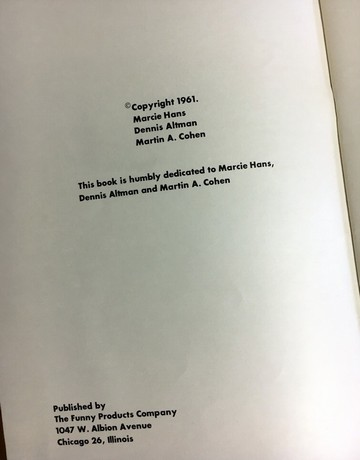 ©Copyright 1961.
Marcie Hans
Dennis Altman
Martin A. Cohen
This book is humbly dedicated to Marcie Hans,
Dennis Altman and Martin A. Cohen
Published by
The Funny Products Company
1047 W. Albion Avenue
Chicago 26, Illinois